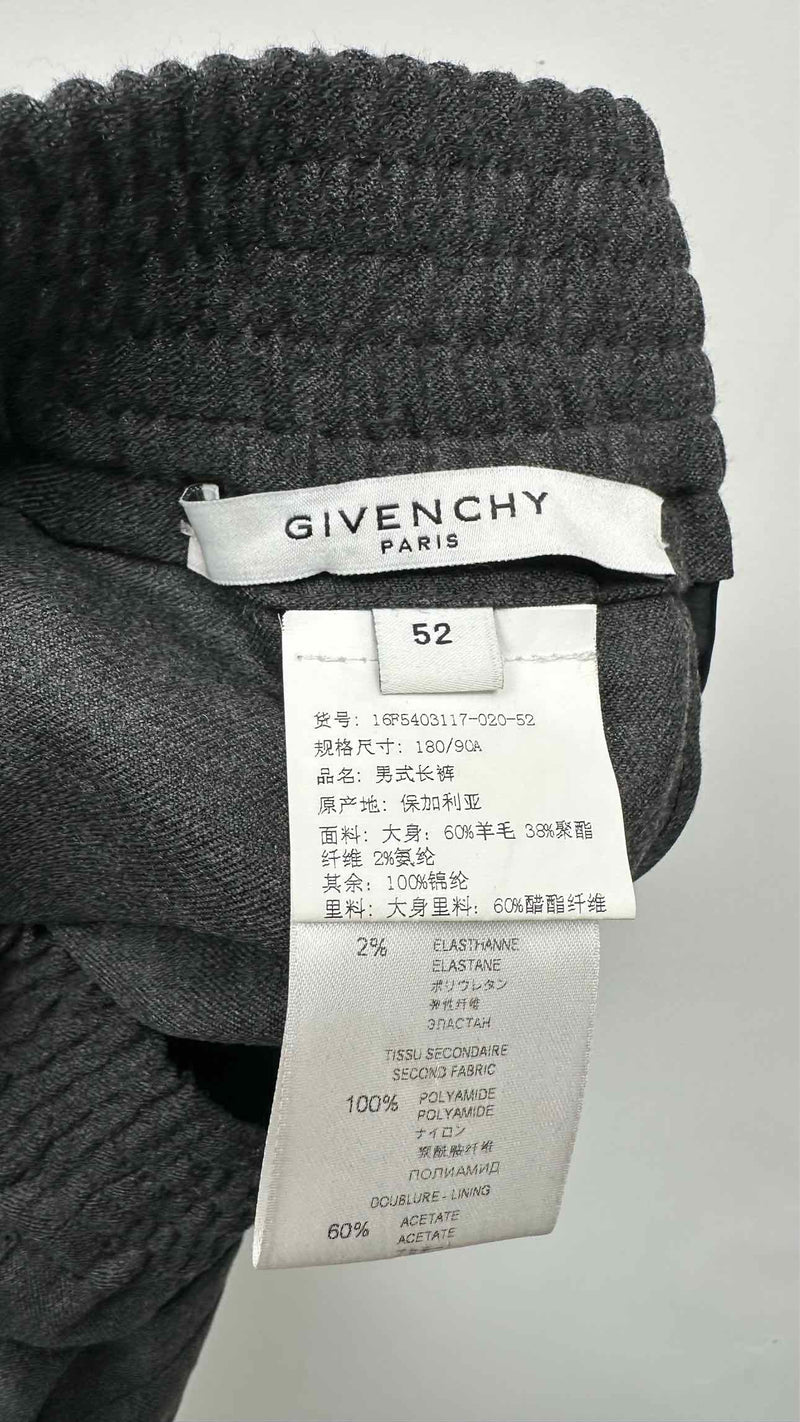 GIVENCHY
PARIS
52
货号: 16F5403117-020-52
规格尺寸: 180/90A
品名: 男式长裤
原产地: 保加利亚
面料: 大身: 60%羊毛 38%聚酯
纤维 2%氨纶
其余: 100%锦纶
里料: 大身里料: 60%醋酯纤维
2% ELASTHANNE
ELASTANE
ポリウレタン
弹性纤维
ЭЛАСТАН
TISSU SECONDAIRE
SECOND FABRIC
100% POLYAMIDE
POLYAMIDE
ナイロン
聚酰胺纤维
ПОЛИАМИД
DOUBLURE - LINING
60% ACETATE
ACETATE